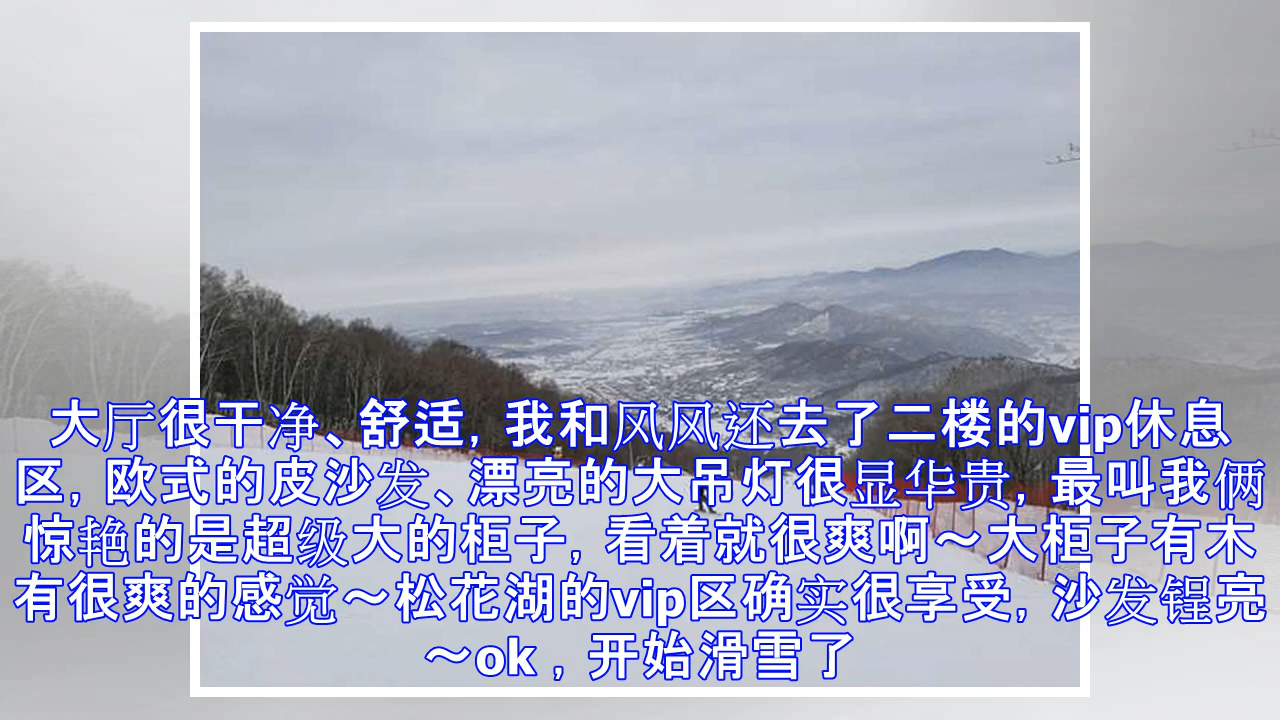 大厅很干净、舒适, 我和风风还去了二楼的vip休息
区, 欧式的皮沙发、漂亮的大吊灯很显华贵, 最叫我俩
惊艳的是超级大的柜子, 看着就很爽啊～大柜子有木
有很爽的感觉～松花湖的vip区确实很享受, 沙发锃亮
～ok , 开始滑雪了